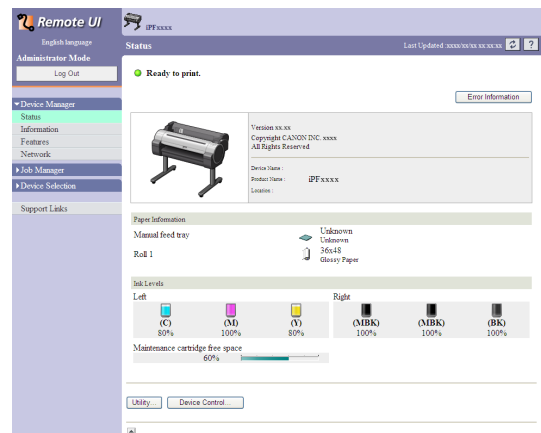 Remote UI
iPFxxxx
English language
Status
Last Updated :xxxx/xx/xx xx:xx:xx
?
Administrator Mode
Log Out
Ready to print.
Error Information
Device Manager
Status
Information
Features
Network
Job Manager
Device Selection
Support Links
Version xx.xx
Copyright CANON INC. xxxx
All Rights Reserved
Device Name :
Product Name : iPFxxxx
Location :
Paper Information
Manual feed tray
Unknown
Unknown
Roll 1
36x48
Glossy Paper
Ink Levels
Left Right
(C) (M) (Y) (MBK) (MBK) (BK)
80% 100% 80% 100% 100% 100%
Maintenance cartridge free space
60%
Utility... Device Control...